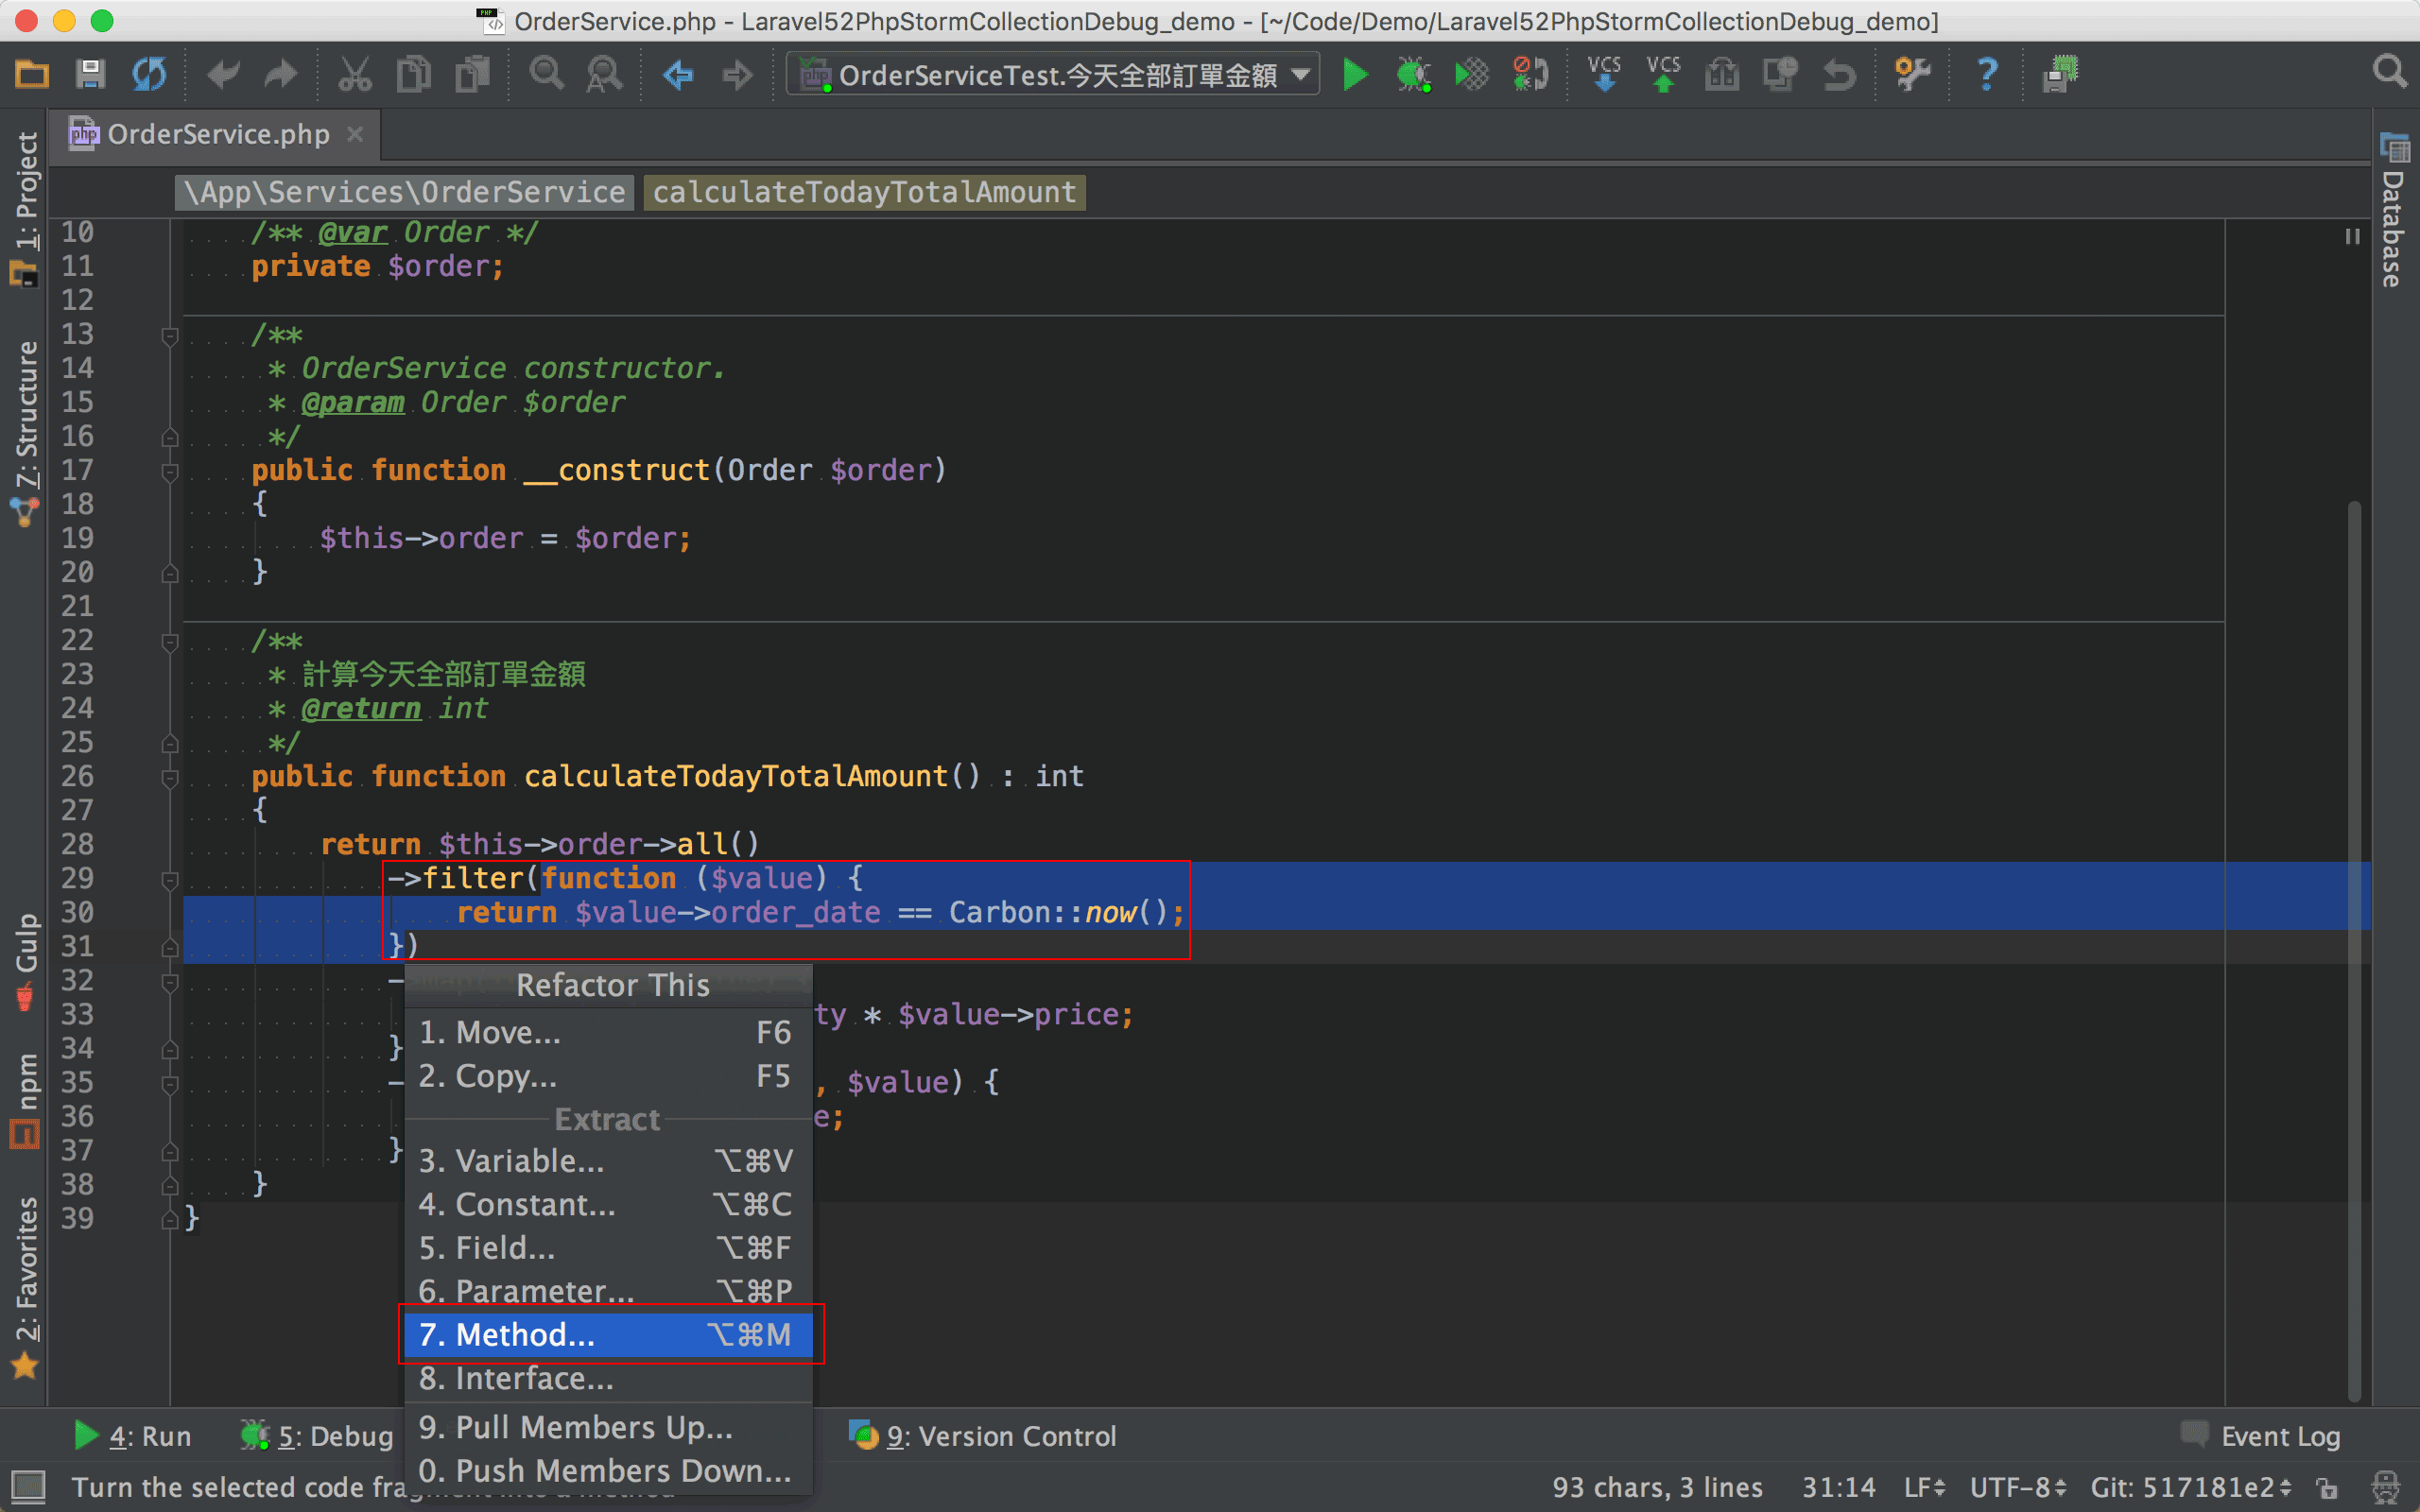 OrderService.php - Laravel52PhpStormCollectionDebug_demo - [~/Code/Demo/Laravel52PhpStormCollectionDebug_demo]
OrderServiceTest.今天全部訂單金額
VCS VCS
OrderService.php
\App\Services\OrderService calculateTodayTotalAmount
1: Project
7: Structure
Gulp
npm
2: Favorites
Database
10 /** @var Order */
11 private $order;
12
13 /**
14 * OrderService constructor.
15 * @param Order $order
16 */
17 public function __construct(Order $order)
18 {
19 $this->order = $order;
20 }
21
22 /**
23 * 計算今天全部訂單金額
24 * @return int
25 */
26 public function calculateTodayTotalAmount() : int
27 {
28 return $this->order->all()
29 ->filter(function ($value) {
30 return $value->order_date == Carbon::now();
31 })
32
33 ty * $value->price;
34 }
35 , $value) {
36 e;
37 }
38 }
39 }
Refactor This
1. Move... F6
2. Copy... F5
Extract
3. Variable... ⌥⌘V
4. Constant... ⌥⌘C
5. Field... ⌥⌘F
6. Parameter... ⌥⌘P
7. Method... ⌥⌘M
8. Interface...
9. Pull Members Up...
0. Push Members Down...
4: Run 5: Debug 9: Version Control Event Log
Turn the selected code fragment into a method 93 chars, 3 lines 31:14 LF UTF-8 Git: 517181e2